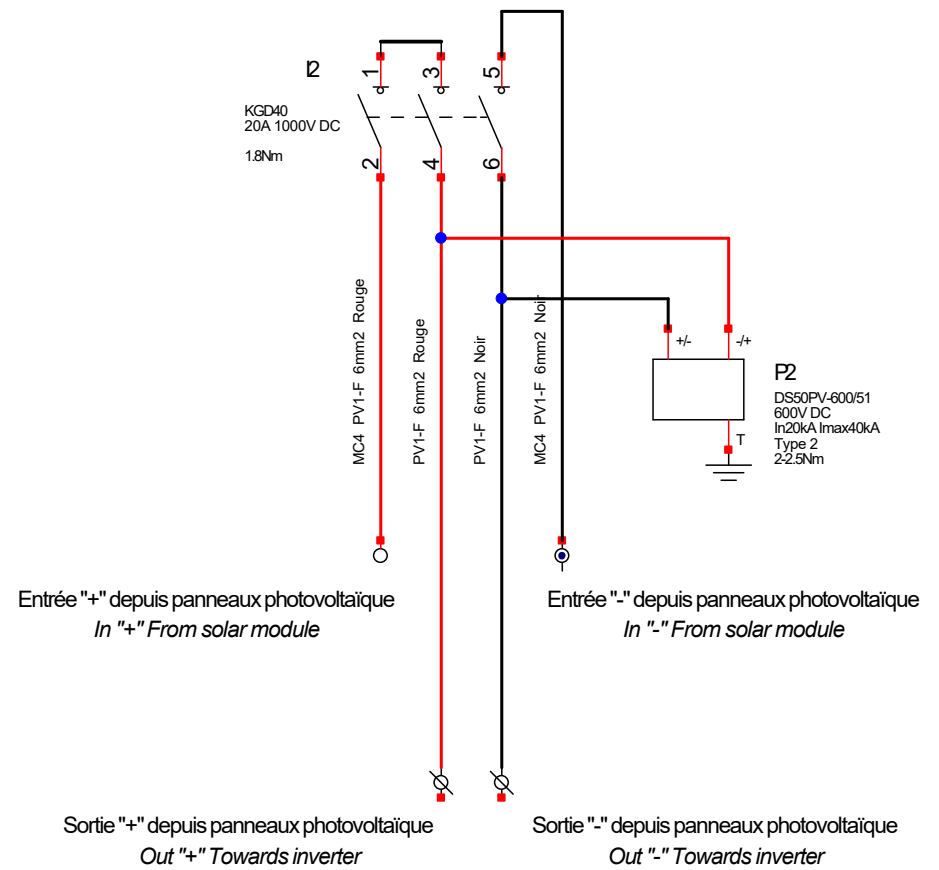 1
3
5
I2
KGD40
20A 1000V DC
1.8Nm
2
4
6
MC4 PV1-F 6mm2 Rouge
PV1-F 6mm2 Rouge
PV1-F 6mm2 Noir
MC4 PV1-F 6mm2 Noir
+/-
-/+
P2
DS50PV-600/51
600V DC
In20kA Imax40kA
Type 2
2-2.5Nm
T
Entrée "+" depuis panneaux photovoltaïque
In "+" From solar module
Entrée "-" depuis panneaux photovoltaïque
In "-" From solar module
Sortie "+" depuis panneaux photovoltaïque
Out "+" Towards inverter
Sortie "-" depuis panneaux photovoltaïque
Out "-" Towards inverter